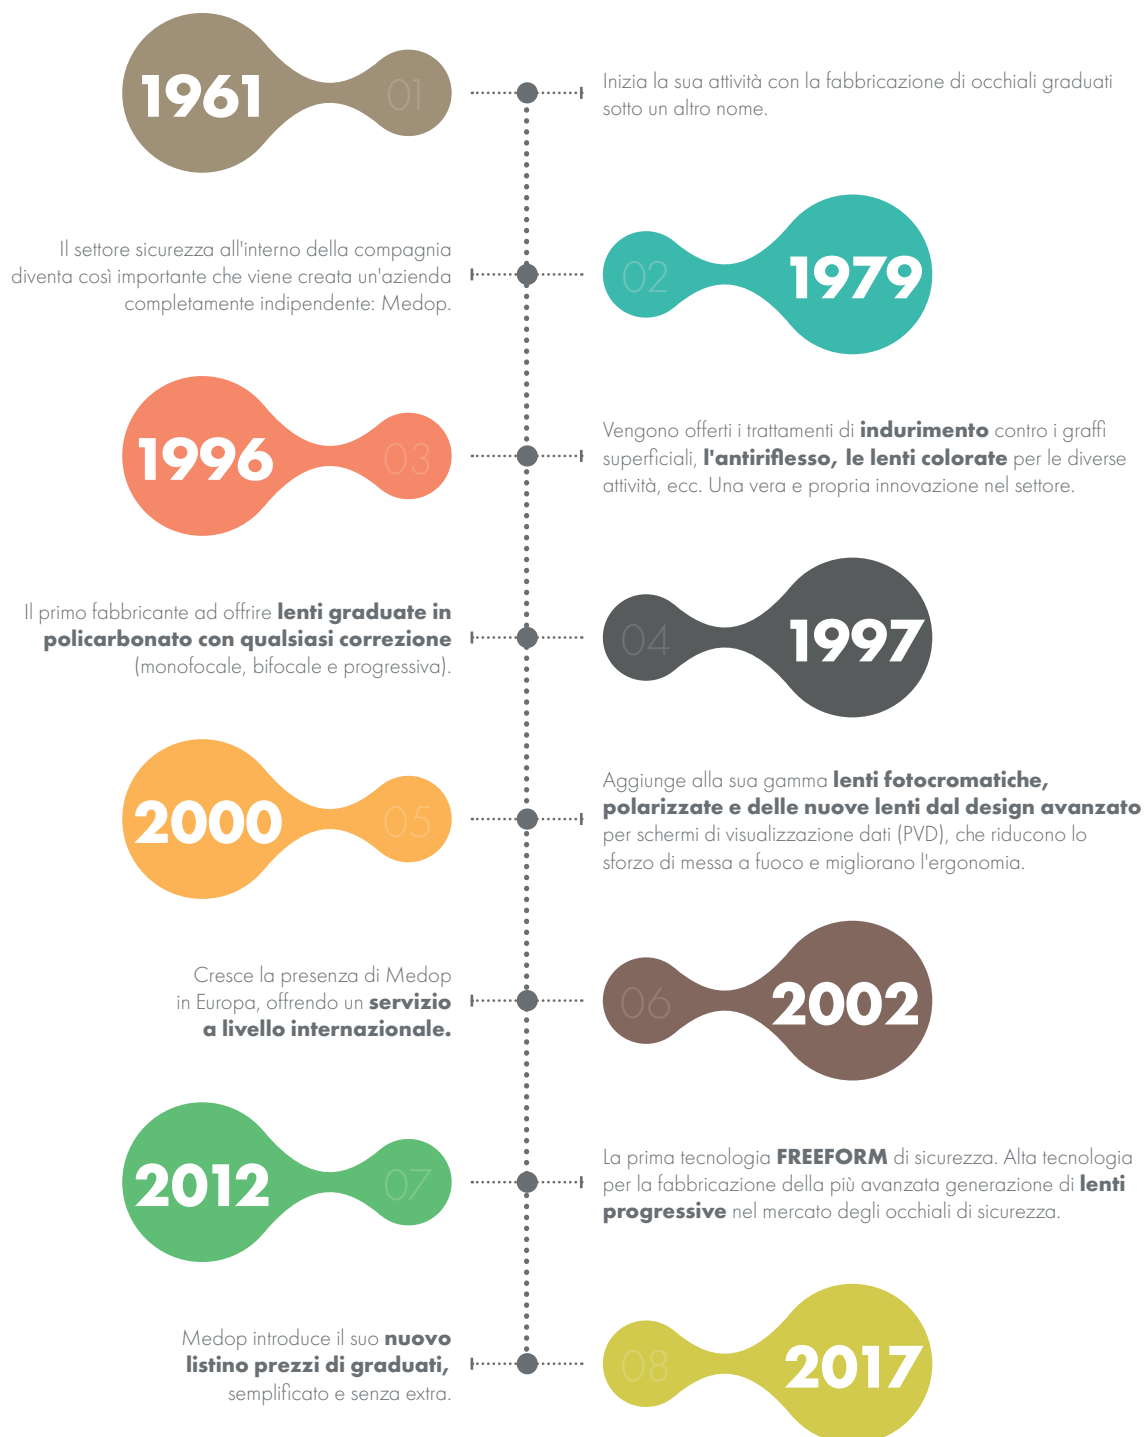 1961
01
Inizia la sua attività con la fabbricazione di occhiali graduati
sotto un altro nome.
Il settore sicurezza all'interno della compagnia
diventa così importante che viene creata un'azienda
completamente indipendente: Medop.
02
1979
1996
03
Vengono offerti i trattamenti di indurimento contro i graffi
superficiali, l'antiriflesso, le lenti colorate per le diverse
attività, ecc. Una vera e propria innovazione nel settore.
Il primo fabbricante ad offrire lenti graduate in
policarbonato con qualsiasi correzione
(monofocale, bifocale e progressiva).
04
1997
2000
05
Aggiunge alla sua gamma lenti fotocromatiche,
polarizzate e delle nuove lenti dal design avanzato
per schermi di visualizzazione dati (PVD), che riducono lo
sforzo di messa a fuoco e migliorano l'ergonomia.
Cresce la presenza di Medop
in Europa, offrendo un servizio
a livello internazionale.
06
2002
2012
07
La prima tecnologia FREEFORM di sicurezza. Alta tecnologia
per la fabbricazione della più avanzata generazione di lenti
progressive nel mercato degli occhiali di sicurezza.
Medop introduce il suo nuovo
listino prezzi di graduati,
semplificato e senza extra.
08
2017